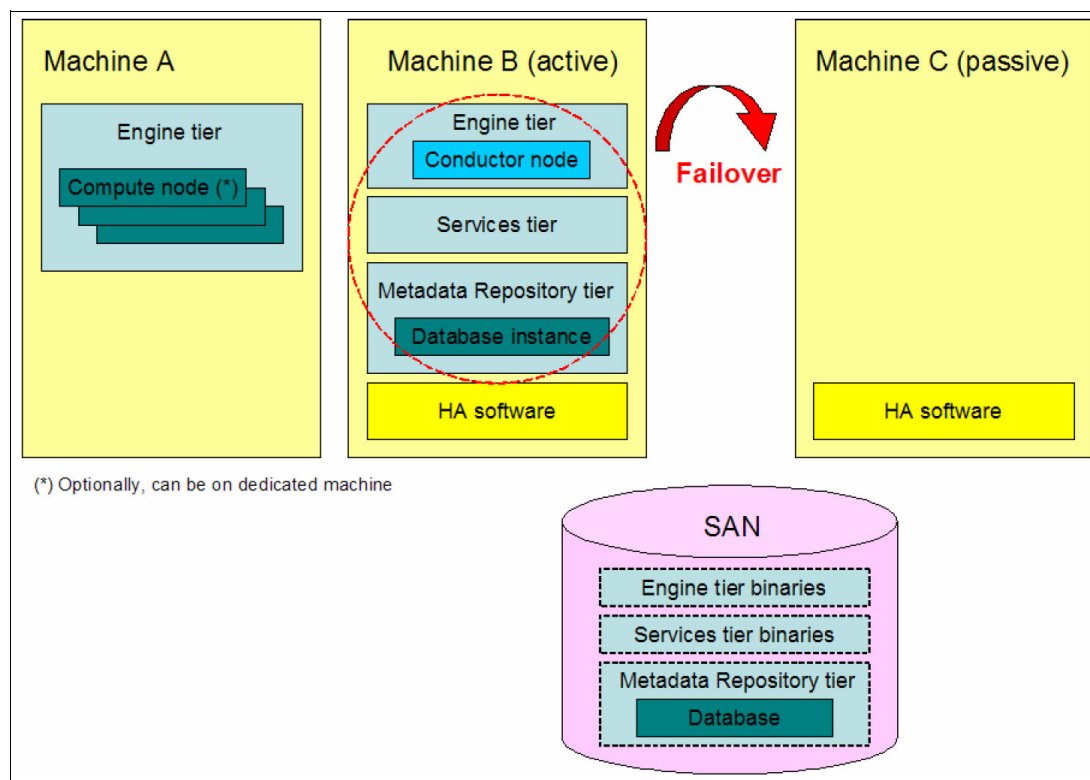 Machine A
Engine tier
Compute node (*)
Machine B (active)
Engine tier
Conductor node
Services tier
Metadata Repository tier
Database instance
HA software
Failover
Machine C (passive)
HA software
(*) Optionally, can be on dedicated machine
SAN
Engine tier binaries
Services tier binaries
Metadata Repository tier
Database